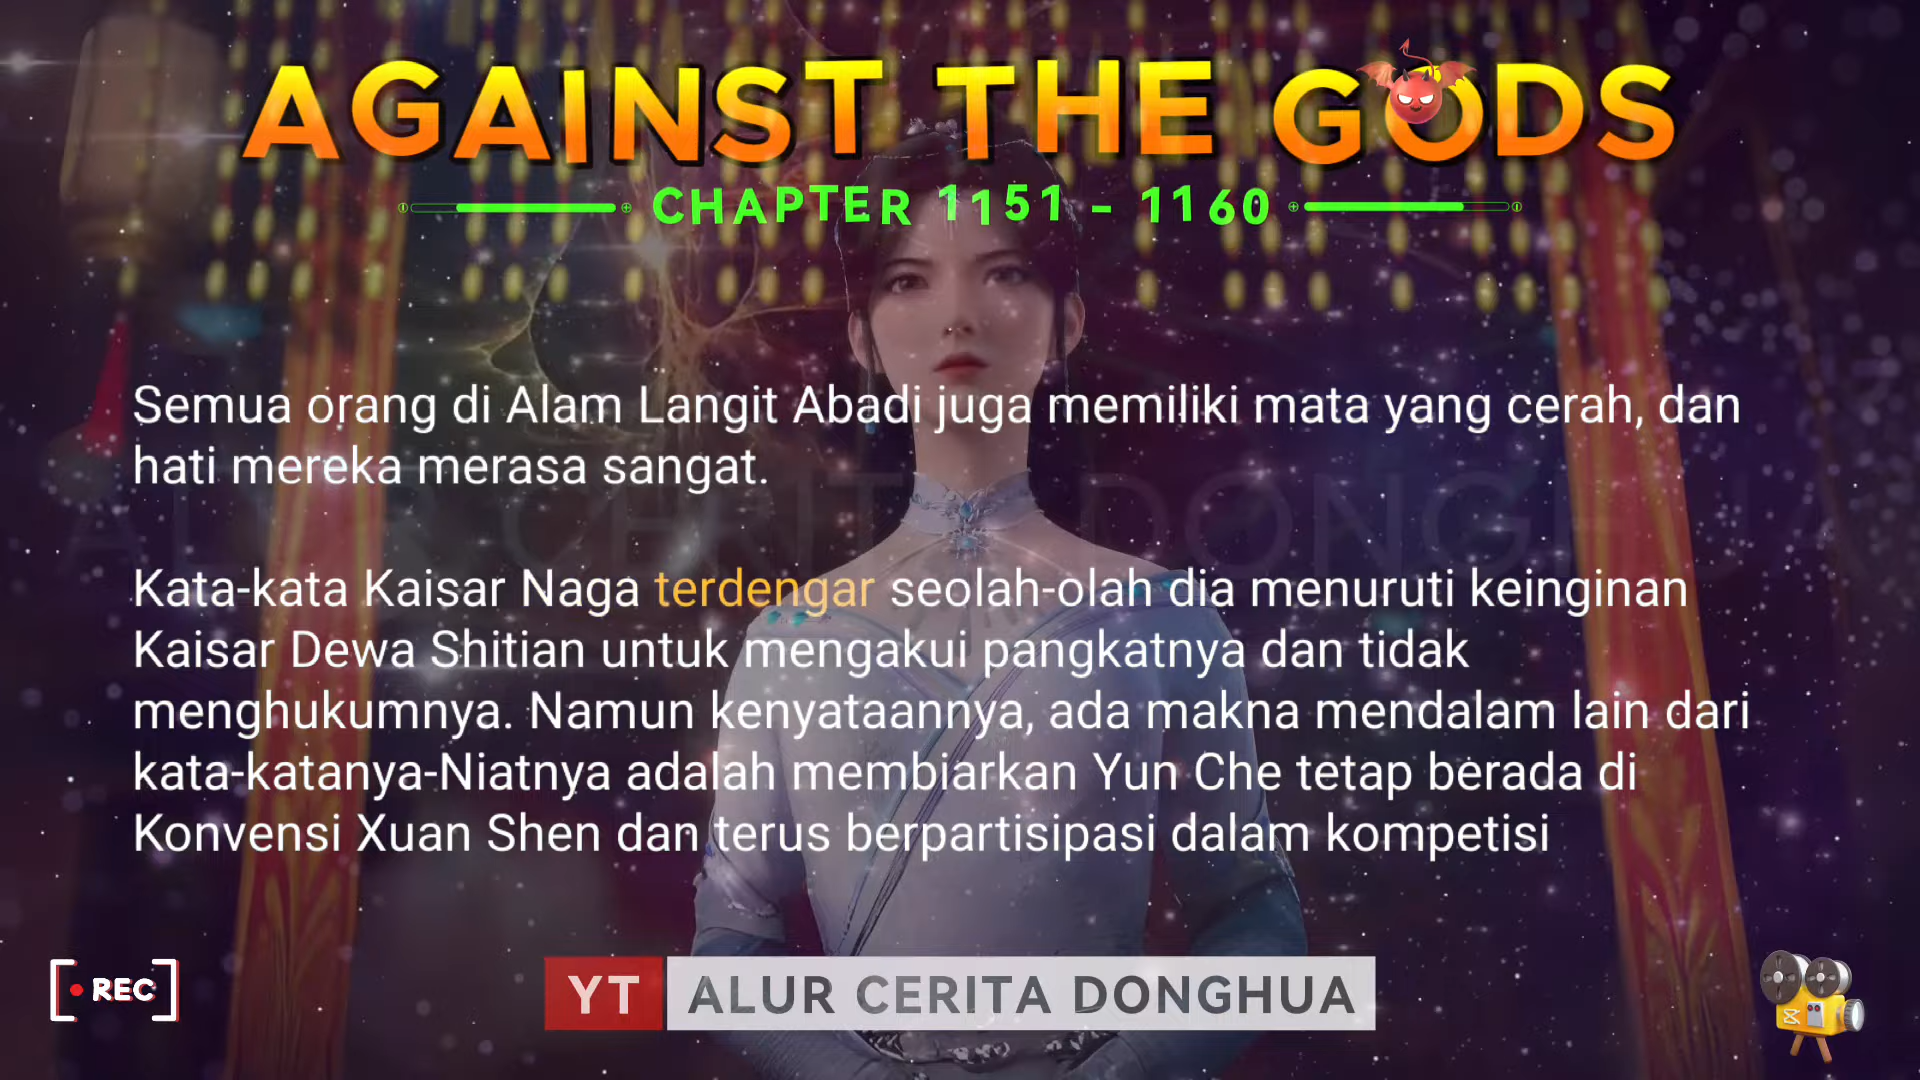 AGAINST THE GODS
CHAPTER 1151 - 1160
Semua orang di Alam Langit Abadi juga memiliki mata yang cerah, dan
hati mereka merasa sangat.
ALUR CERITA DONGHUA
Kata-kata Kaisar Naga terdengar seolah-olah dia menuruti keinginan
Kaisar Dewa Shitian untuk mengakui pangkatnya dan tidak
menghukumnya. Namun kenyataannya, ada makna mendalam lain dari
kata-katanya-Niatnya adalah membiarkan Yun Che tetap berada di
Konvensi Xuan Shen dan terus berpartisipasi dalam kompetisi
REC
YT ALUR CERITA DONGHUA